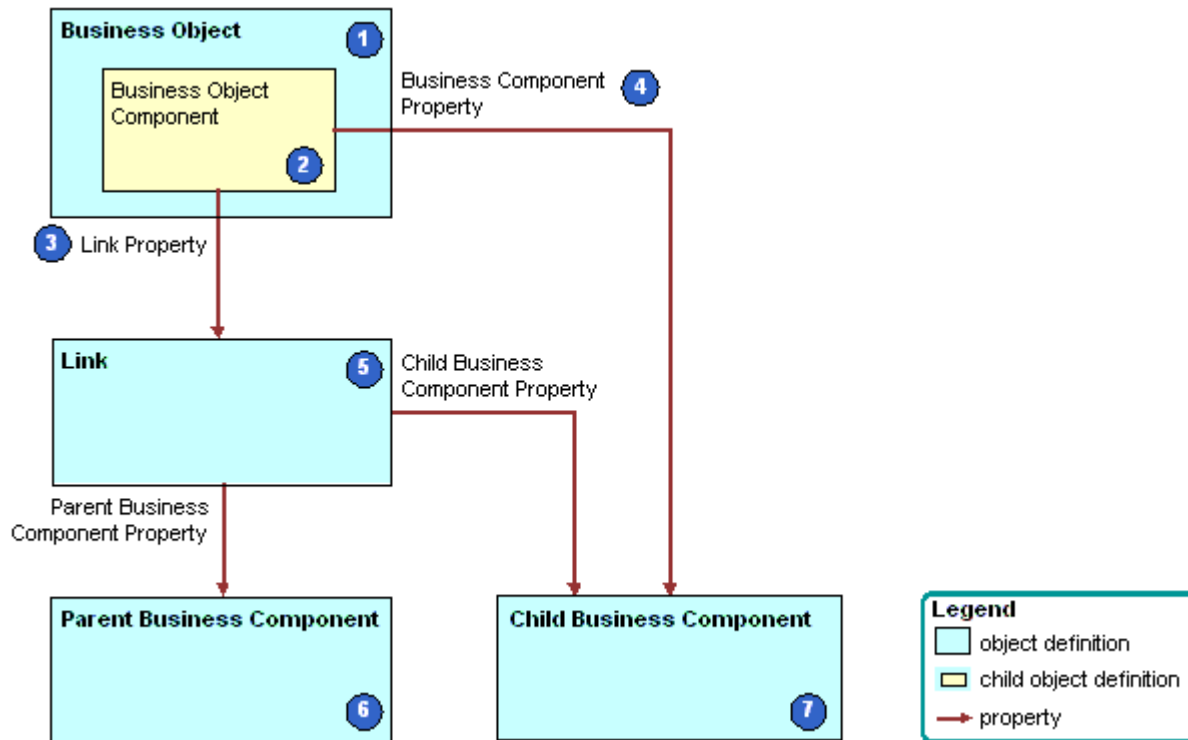 Business Object
1
Business Object
Component
2
Business Component
Property
4
3
Link Property
Link
5
Child Business
Component Property
Parent Business
Component Property
Parent Business Component
6
Child Business Component
7
Legend
object definition
child object definition
property